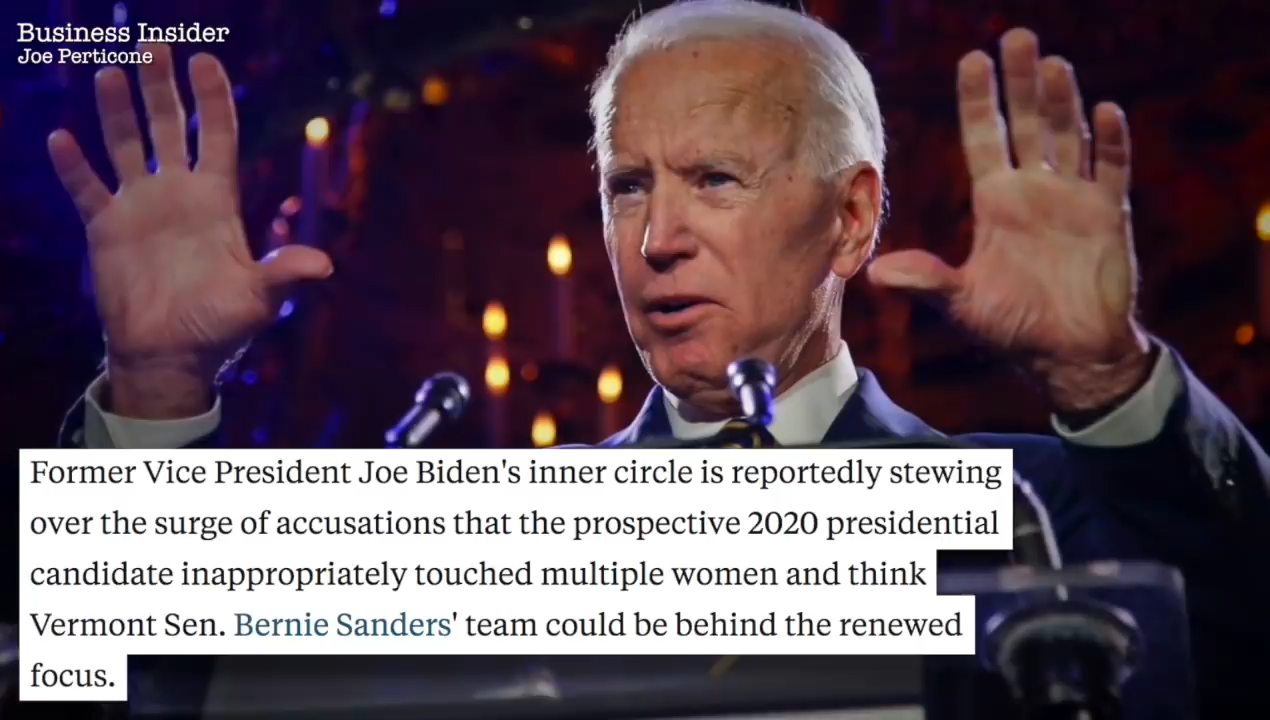 Business Insider
Joe Perticone
Former Vice President Joe Biden's inner circle is reportedly stewing
over the surge of accusations that the prospective 2020 presidential
candidate inappropriately touched multiple women and think
Vermont Sen. Bernie Sanders' team could be behind the renewed
focus.